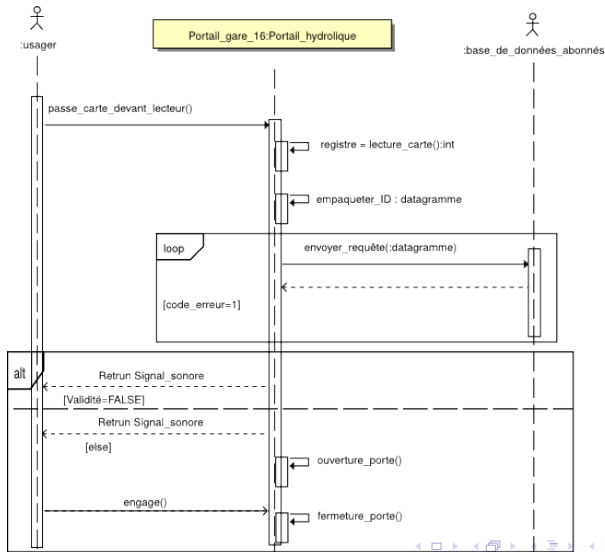 Portail_gare_16:Portail_hydrolique
:usager
:base_de_données_abonnés
passe_carte_devant_lecteur()
registre = lecture_carte():int
empaqueter_ID : datagramme
loop
envoyer_requête(:datagramme)
[code_erreur=1]
alt
Retrun Signal_sonore
[Validité=FALSE]
Retrun Signal_sonore
[else]
ouverture_porte()
engage()
fermeture_porte()